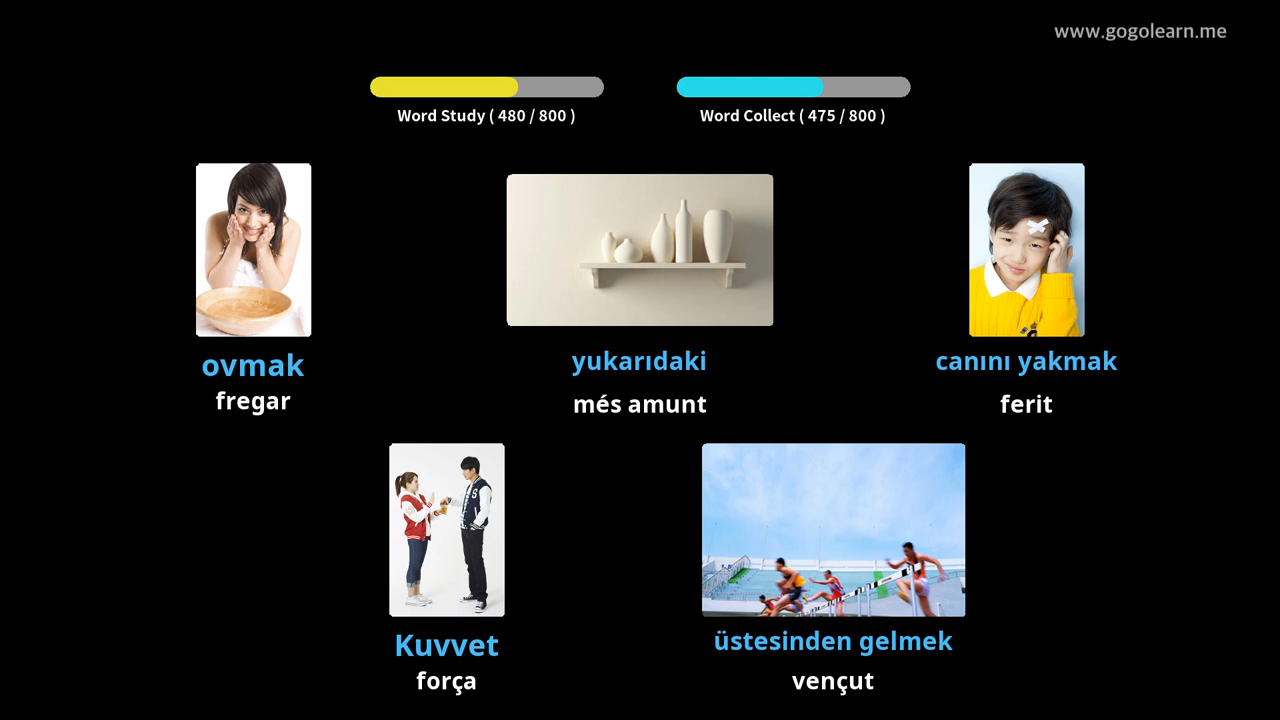 www.gogolearn.me
Word Study ( 480 / 800 )
Word Collect ( 475 / 800 )
ovmak
fregar
yukarıdaki
més amunt
canını yakmak
ferit
Kuvvet
força
üstesinden gelmek
vençut